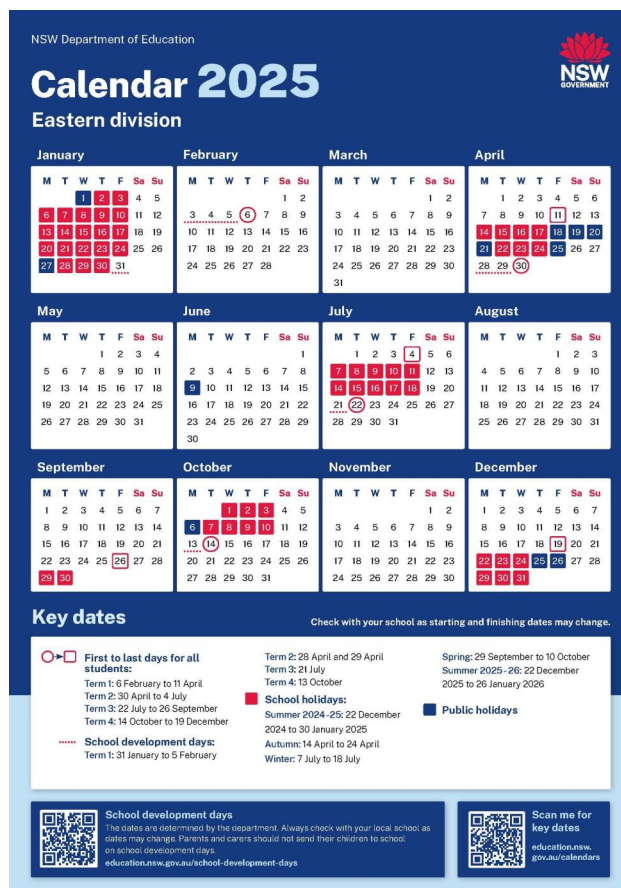 NSW Department of Education
Calendar 2025
Eastern division
NSW
GOVERNMENT
January
M T W T F Sa Su
1 2 3 4 5
6 7 8 9 10 11 12
13 14 15 16 17 18 19
20 21 22 23 24 25 26
27 28 29 30 31
February
M T W T F Sa Su
1 2
3 4 5 6 7 8 9
10 11 12 13 14 15 16
17 18 19 20 21 22 23
24 25 26 27 28
March
M T W T F Sa Su
1 2
3 4 5 6 7 8 9
10 11 12 13 14 15 16
17 18 19 20 21 22 23
24 25 26 27 28 29 30
31
April
M T W T F Sa Su
1 2 3 4 5 6
7 8 9 10 11 12 13
14 15 16 17 18 19 20
21 22 23 24 25 26 27
28 29 30
May
M T W T F Sa Su
1 2 3 4
5 6 7 8 9 10 11
12 13 14 15 16 17 18
19 20 21 22 23 24 25
26 27 28 29 30 31
June
M T W T F Sa Su
1
2 3 4 5 6 7 8
9 10 11 12 13 14 15
16 17 18 19 20 21 22
23 24 25 26 27 28 29
30
July
M T W T F Sa Su
1 2 3 4 5 6
7 8 9 10 11 12 13
14 15 16 17 18 19 20
21 22 23 24 25 26 27
28 29 30 31
August
M T W T F Sa Su
1 2 3
4 5 6 7 8 9 10
11 12 13 14 15 16 17
18 19 20 21 22 23 24
25 26 27 28 29 30 31
September
M T W T F Sa Su
1 2 3 4 5 6 7
8 9 10 11 12 13 14
15 16 17 18 19 20 21
22 23 24 25 26 27 28
29 30
October
M T W T F Sa Su
1 2 3 4 5
6 7 8 9 10 11 12
13 14 15 16 17 18 19
20 21 22 23 24 25 26
27 28 29 30 31
November
M T W T F Sa Su
1 2
3 4 5 6 7 8 9
10 11 12 13 14 15 16
17 18 19 20 21 22 23
24 25 26 27 28 29 30
December
M T W T F Sa Su
1 2 3 4 5 6 7
8 9 10 11 12 13 14
15 16 17 18 19 20 21
22 23 24 25 26 27 28
29 30 31
Key dates
Check with your school as starting and finishing dates may change.
First to last days for all
students:
Term 1: 6 February to 11 April
Term 2: 30 April to 4 July
Term 3: 22 July to 26 September
Term 4: 14 October to 19 December
School development days:
Term 1: 31 January to 5 February
Term 2: 28 April and 29 April
Term 3: 21 July
Term 4: 13 October
School holidays:
Summer 2024-25: 22 December
2024 to 30 January 2025
Autumn: 14 April to 24 April
Winter: 7 July to 18 July
Spring: 29 September to 10 October
Summer 2025-26: 22 December
2025 to 26 January 2026
Public holidays
School development days
The dates are determined by the department. Always check with your local school as
dates may change. Parents and carers should not send their children to school
on school development days.
education.nsw.gov.au/school-development-days
Scan me for
key dates
education.nsw.
gov.au/calendars